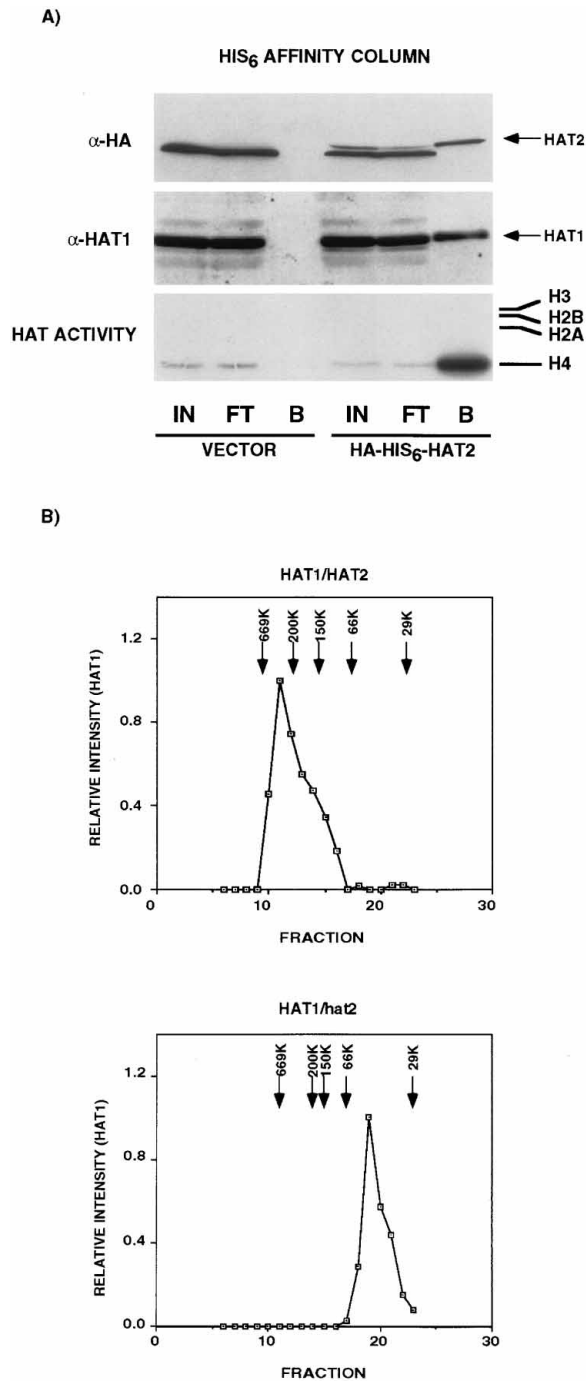 A)
HIS6 AFFINITY COLUMN
α-HA
HAT2
α-HAT1
HAT1
HAT ACTIVITY
H3
H2B
H2A
H4
IN FT B IN FT B
VECTOR HA-HIS6-HAT2
B)
HAT1/HAT2
669K 200K 150K 66K 29K
1.2
0.8
0.4
0.0
RELATIVE INTENSITY (HAT1)
0 10 20 30
FRACTION
HAT1/hat2
669K 200K 150K 66K 29K
1.2
0.8
0.4
0.0
RELATIVE INTENSITY (HAT1)
0 10 20 30
FRACTION